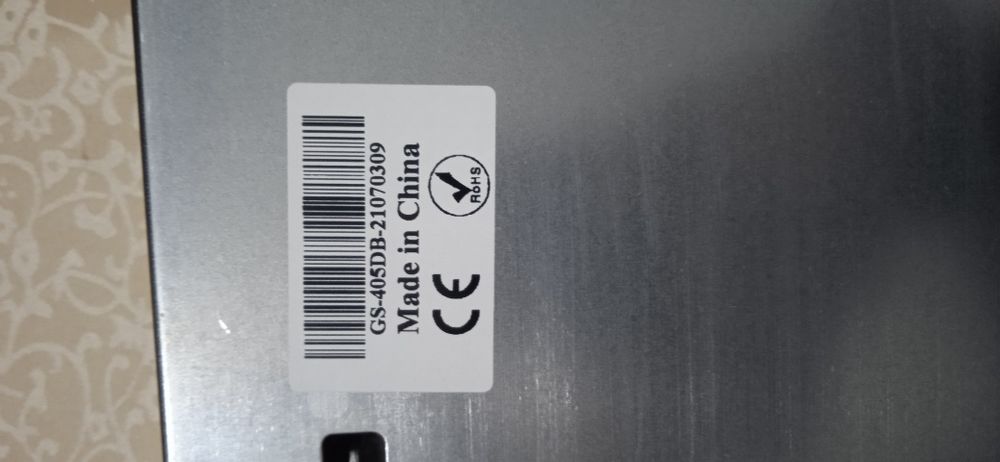 GS-405DB-21070309
Made in China
CE
RoHS